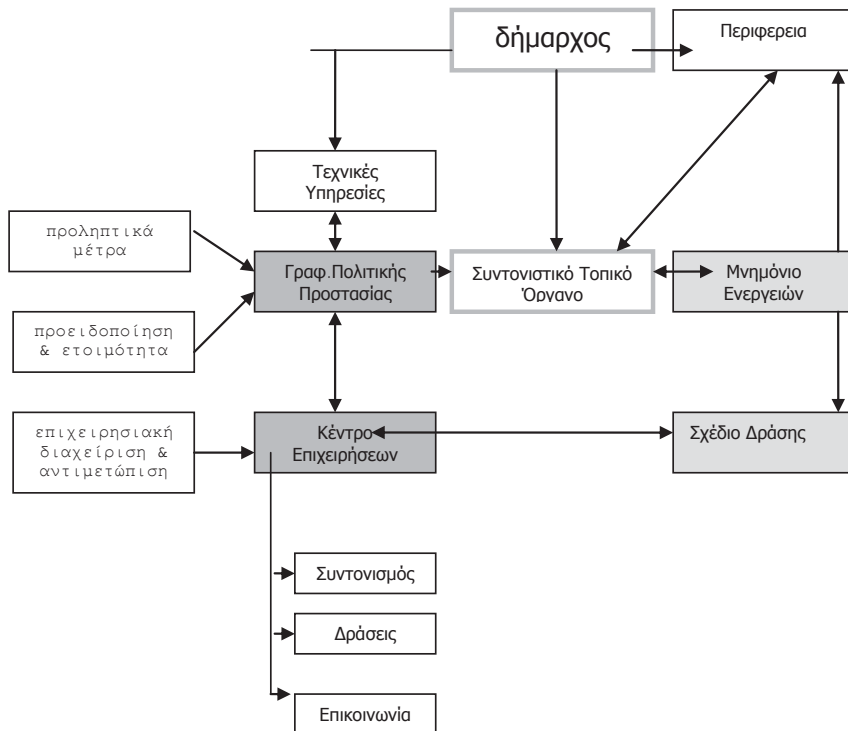 δήμαρχος
Περιφερεια
Τεχνικές
Υπηρεσίες
προληπτικά
μέτρα
Γραφ.Πολιτικής
Προστασίας
Συντονιστικό Τοπικό
Όργανο
Μνημόνιο
Ενεργειών
προειδοποίηση
& ετοιμότητα
επιχειρησιακή
διαχείριση &
αντιμετώπιση
Κέντρο
Επιχειρήσεων
Σχέδιο Δράσης
Συντονισμός
Δράσεις
Επικοινωνία